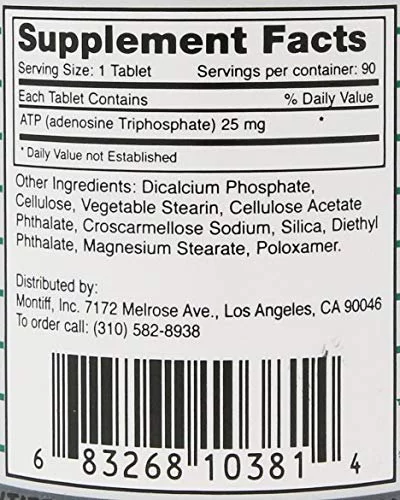 Supplement Facts
Serving Size: 1 Tablet Servings per container: 90
Each Tablet Contains % Daily Value
ATP (adenosine Triphosphate) 25 mg *
* Daily Value not Established
Other Ingredients: Dicalcium Phosphate,
Cellulose, Vegetable Stearin, Cellulose Acetate
Phthalate, Croscarmellose Sodium, Silica, Diethyl
Phthalate, Magnesium Stearate, Poloxamer.
Distributed by:
Montiff, Inc. 7172 Melrose Ave., Los Angeles, CA 90046
To order call: (310) 582-8938
6 83268 10381 4